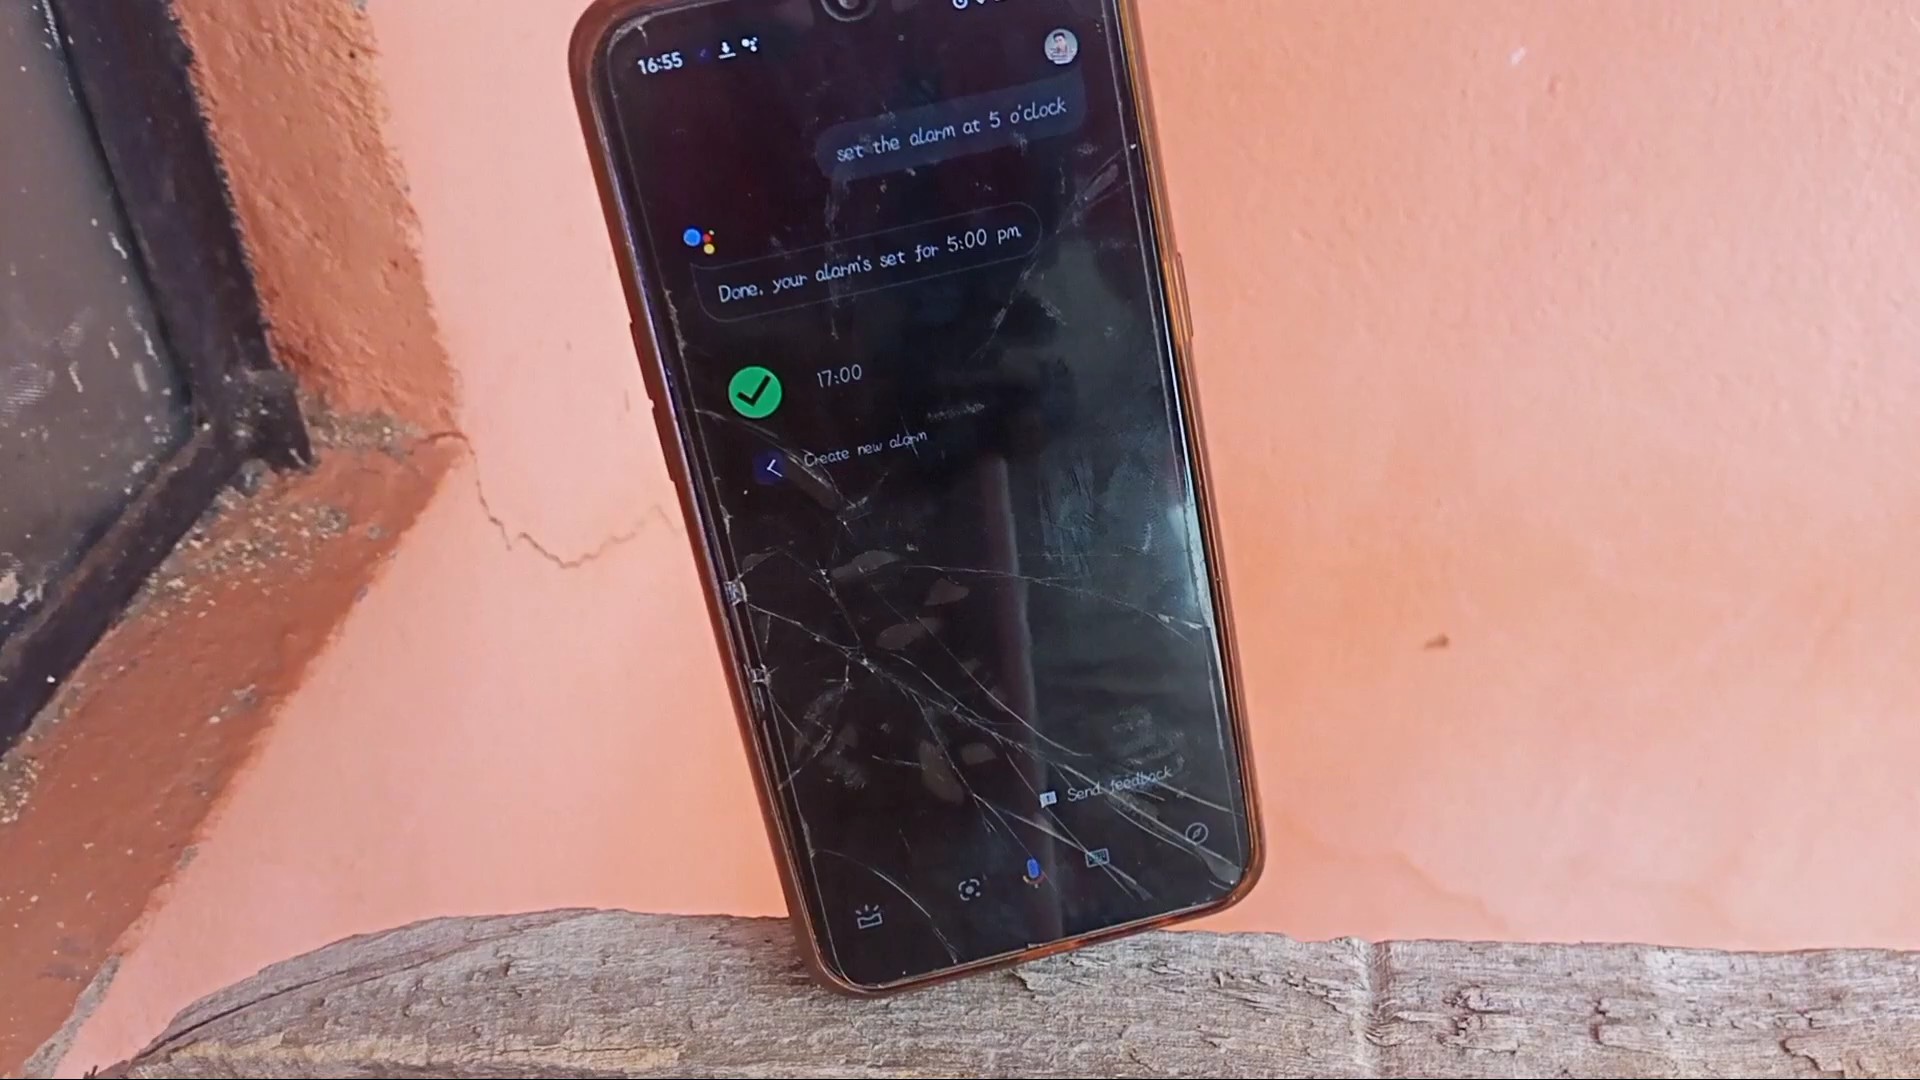 16:55
set the alarm at 5 o'clock
Done, your alarm's set for 5:00 pm
17:00
Create new alarm
Send feedback